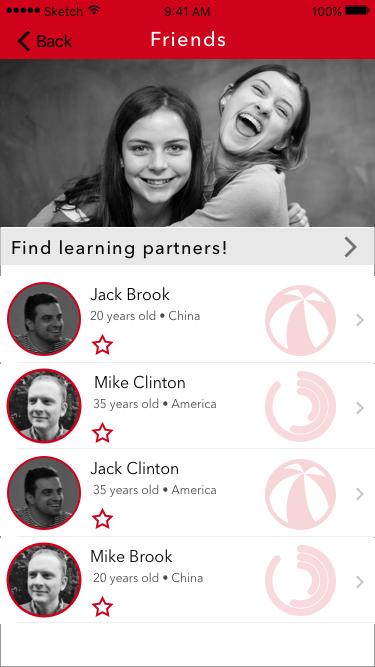 Sketch 9:41 AM 100%
Back Friends
Find learning partners!
Jack Brook
20 years old • China
Mike Clinton
35 years old • America
Jack Clinton
35 years old • America
Mike Brook
20 years old • China